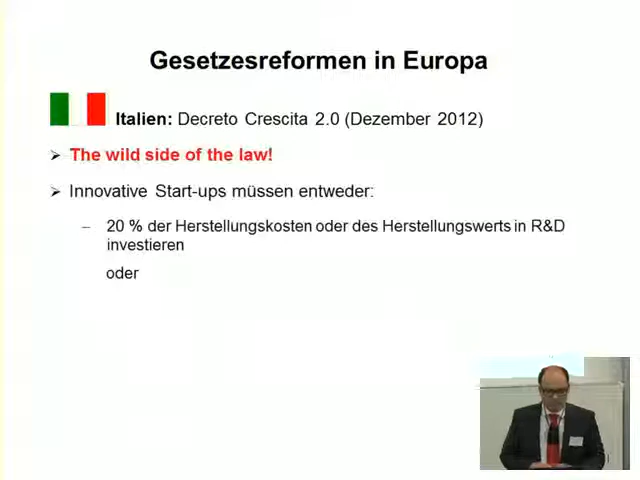 Gesetzesreformen in Europa
Italien: Decreto Crescita 2.0 (Dezember 2012)
➢ The wild side of the law!
➢ Innovative Start-ups müssen entweder:
– 20 % der Herstellungskosten oder des Herstellungswerts in R&D
investieren
oder